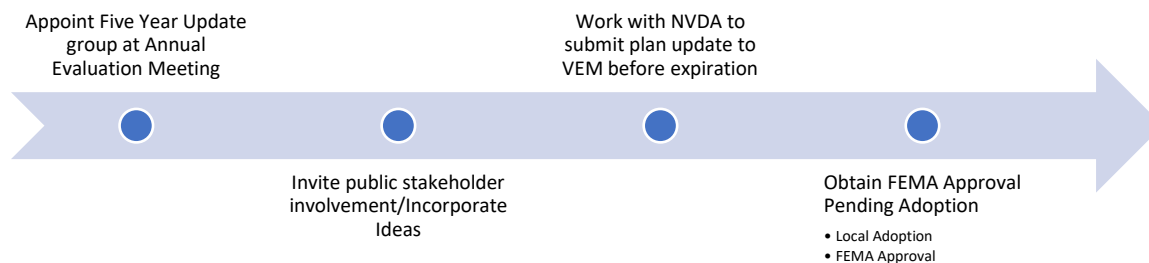 Appoint Five Year Update
group at Annual
Evaluation Meeting
Invite public stakeholder
involvement/Incorporate
Ideas
Work with NVDA to
submit plan update to
VEM before expiration
Obtain FEMA Approval
Pending Adoption
• Local Adoption
• FEMA Approval